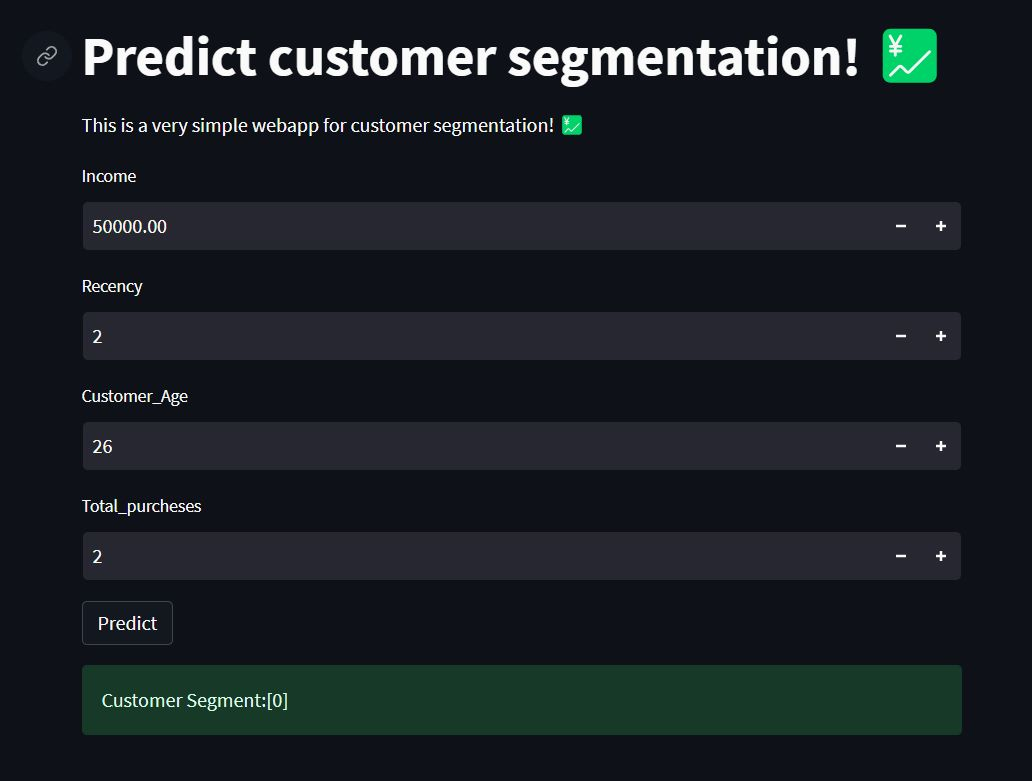 Predict customer segmentation! 💹
This is a very simple webapp for customer segmentation! 💹
Income
50000.00
Recency
2
Customer_Age
26
Total_purcheses
2
Predict
Customer Segment:[0]